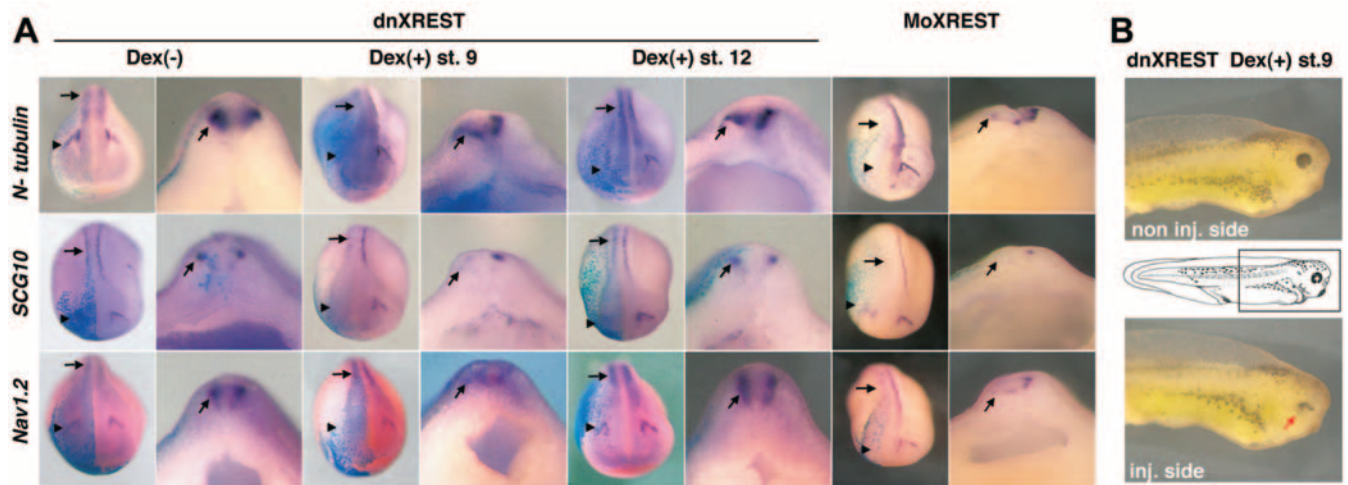 A
dnXREST
MoXREST
Dex(-)
Dex(+) st. 9
Dex(+) st. 12
N- tubulin
SCG10
Nav1.2
B
dnXREST Dex(+) st.9
non inj. side
inj. side